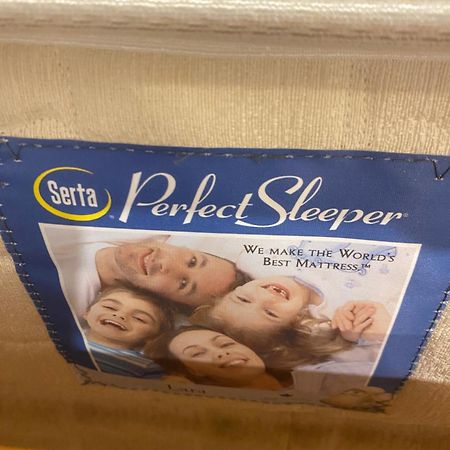 Serta Perfect Sleeper
WE MAKE THE WORLD'S
BEST MATTRESS™